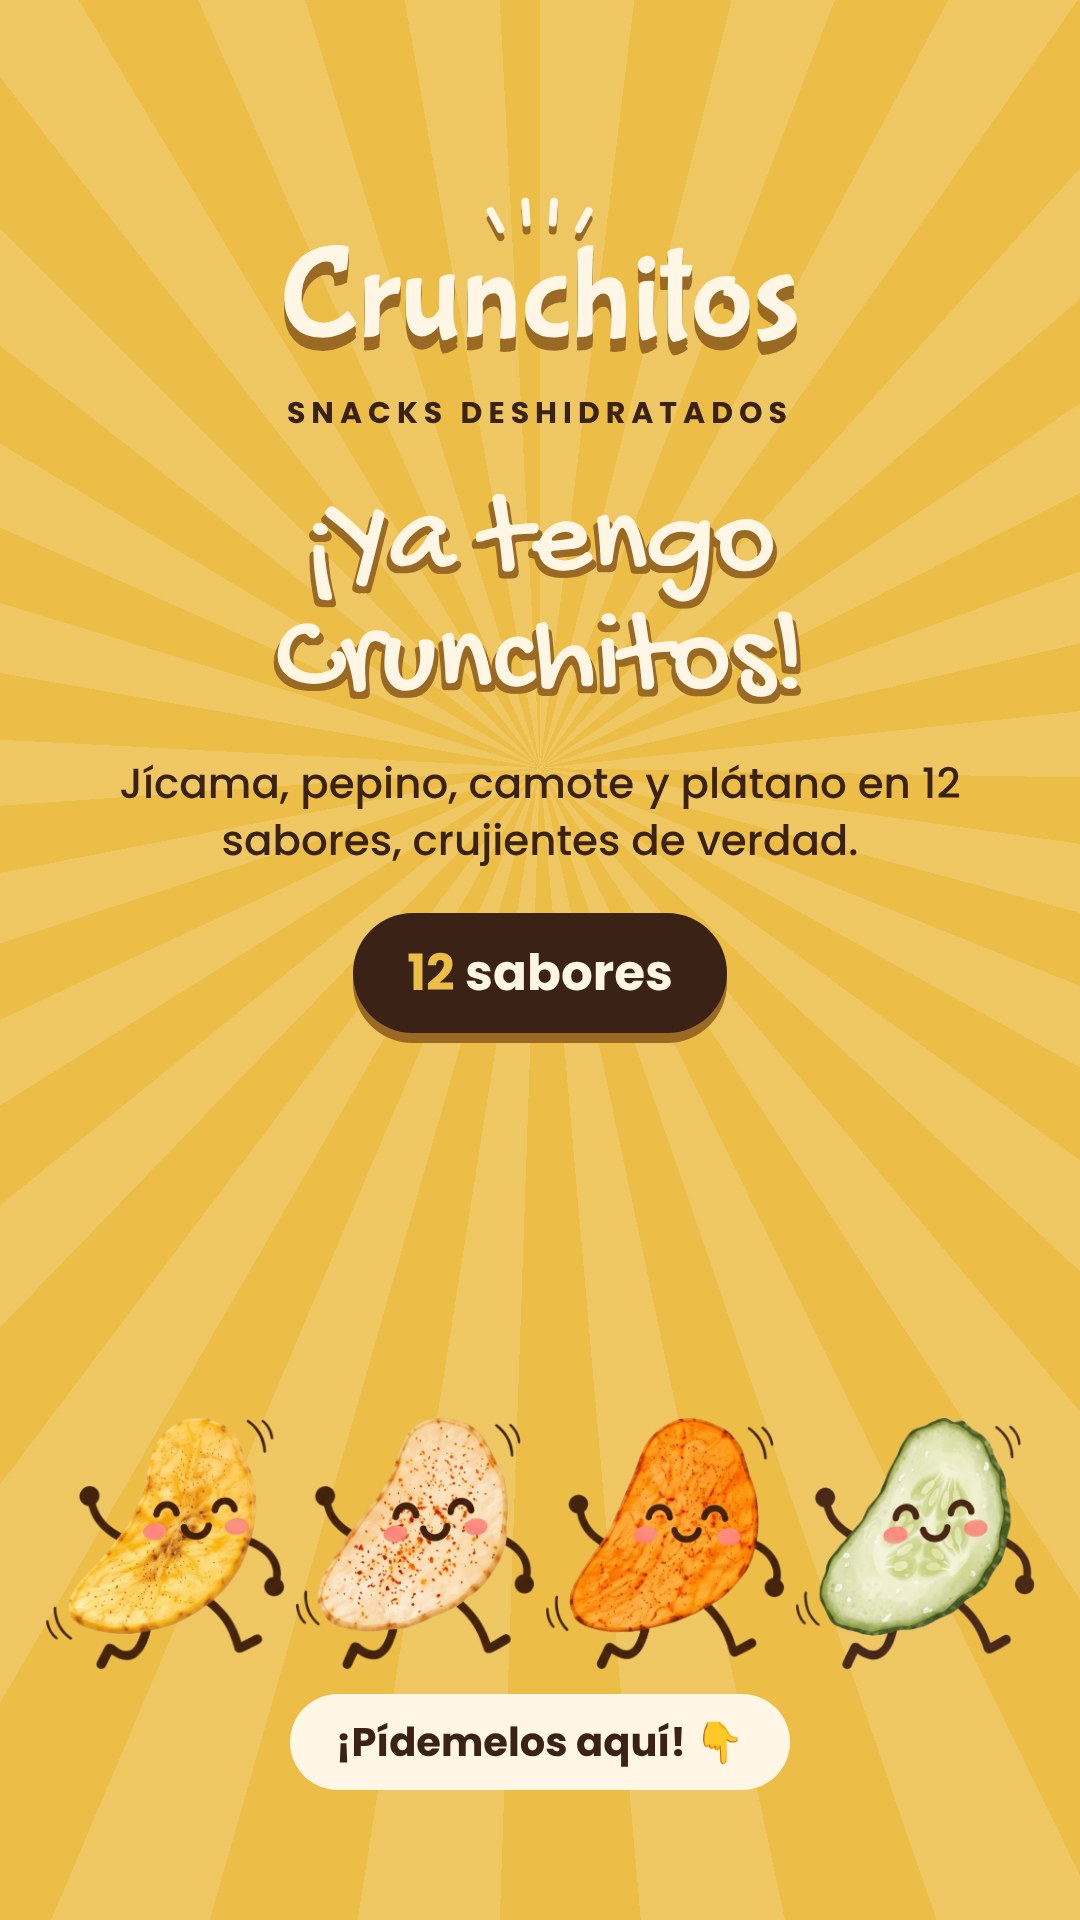 Crunchitos
SNACKS DESHIDRATADOS
¡Ya tengo
Crunchitos!
Jícama, pepino, camote y plátano en 12
sabores, crujientes de verdad.
12 sabores
¡Pídemelos aquí! 👇